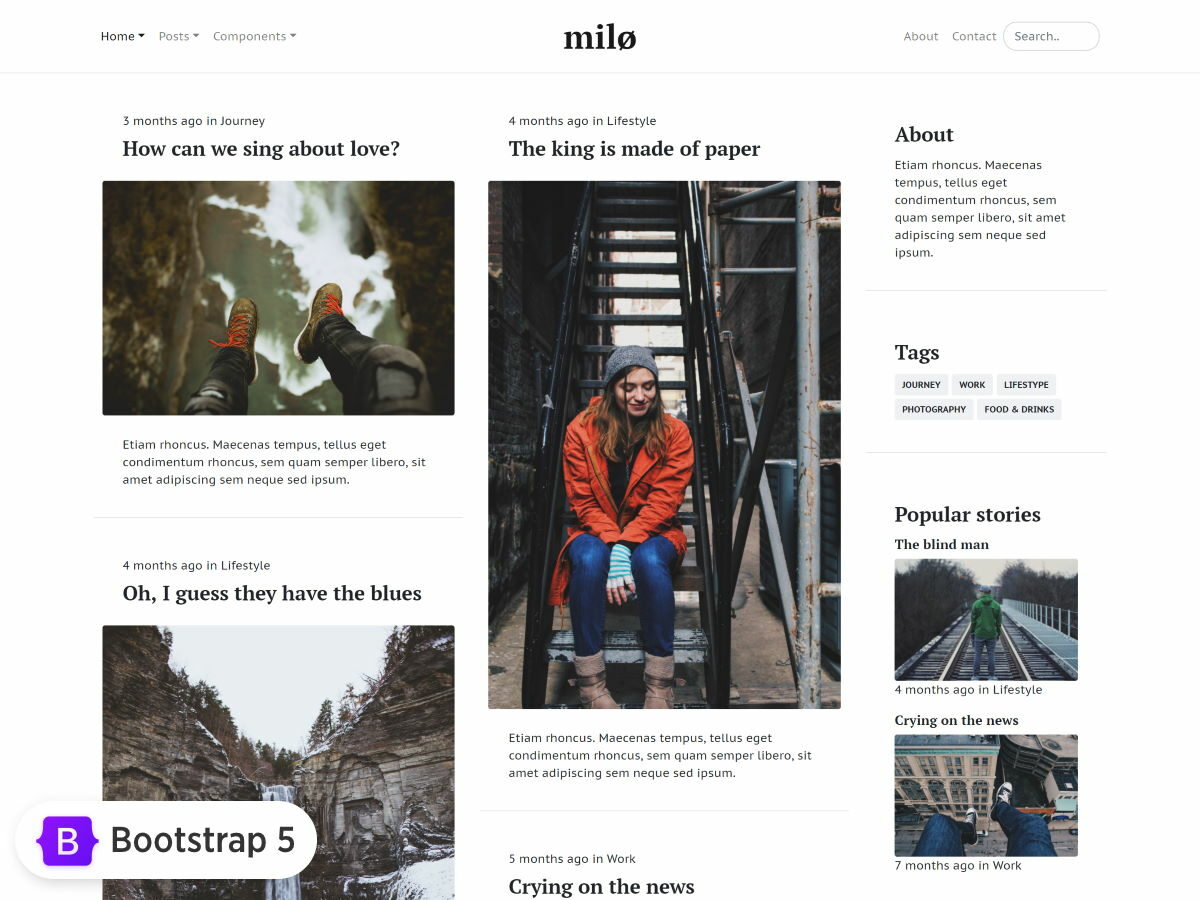 Home
Posts
Components
milø
About
Contact
Search..
3 months ago in Journey
How can we sing about love?
Etiam rhoncus. Maecenas tempus, tellus eget
condimentum rhoncus, sem quam semper libero, sit
amet adipiscing sem neque sed ipsum.
4 months ago in Lifestyle
Oh, I guess they have the blues
4 months ago in Lifestyle
The king is made of paper
Etiam rhoncus. Maecenas tempus, tellus eget
condimentum rhoncus, sem quam semper libero, sit
amet adipiscing sem neque sed ipsum.
5 months ago in Work
Crying on the news
About
Etiam rhoncus. Maecenas
tempus, tellus eget
condimentum rhoncus, sem
quam semper libero, sit amet
adipiscing sem neque sed
ipsum.
Tags
JOURNEY
WORK
LIFESTYPE
PHOTOGRAPHY
FOOD & DRINKS
Popular stories
The blind man
4 months ago in Lifestyle
Crying on the news
7 months ago in Work
B
Bootstrap 5